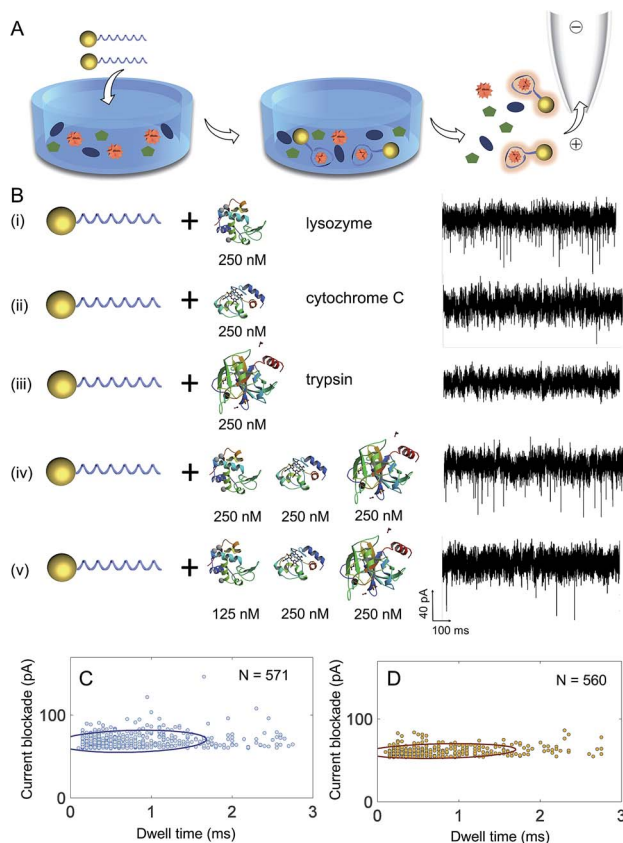 A
B
(i) lysozyme
250 nM
(ii) cytochrome C
250 nM
(iii) trypsin
250 nM
(iv)
250 nM 250 nM 250 nM
(v)
125 nM 250 nM 250 nM
40 pA
100 ms
C
N = 571
Current blockade (pA)
100
0
0 1 2 3
Dwell time (ms)
D
N = 560
Current blockade (pA)
100
0
0 1 2 3
Dwell time (ms)